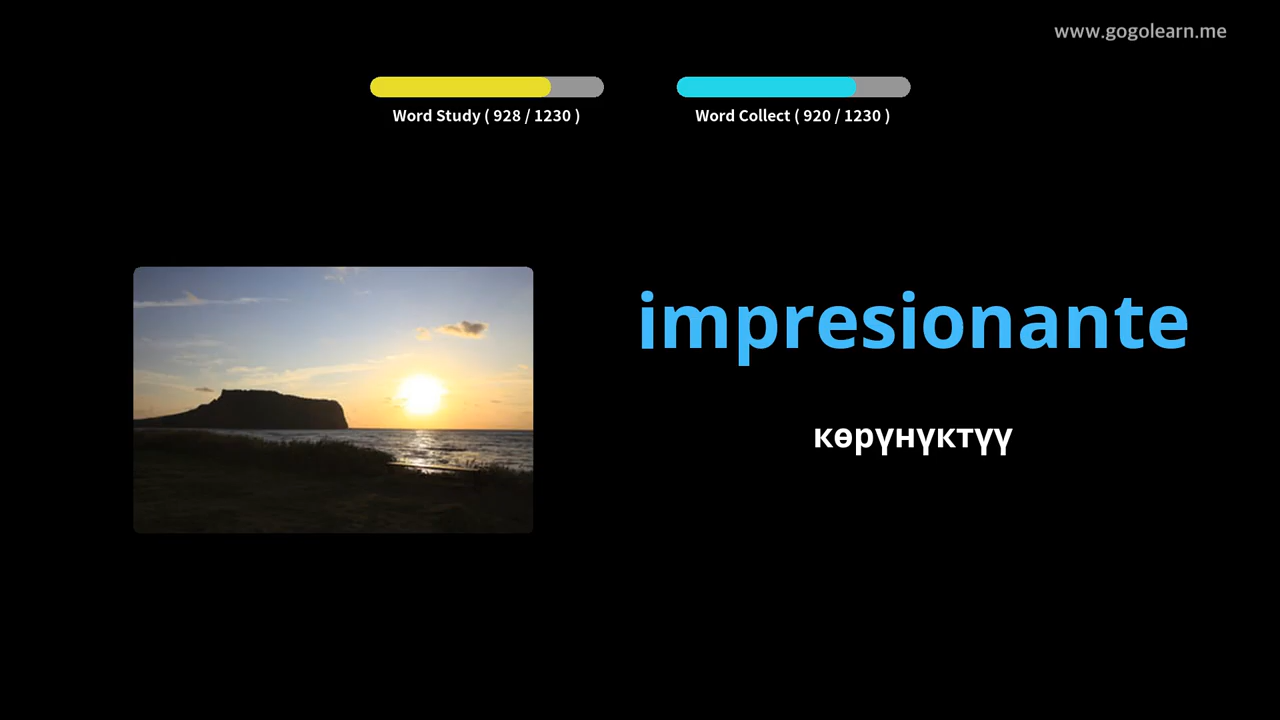 www.gogolearn.me
Word Study ( 928 / 1230 )
Word Collect ( 920 / 1230 )
impresionante
көрүнүктүү